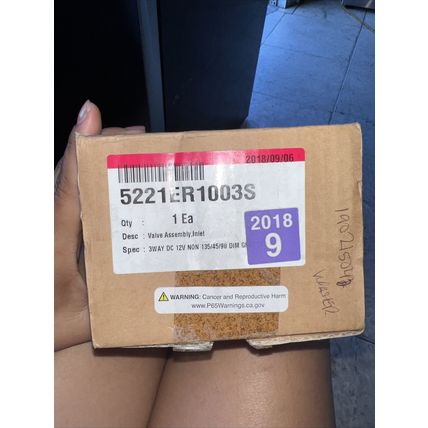 2018/09/06
5221ER1003S
Qty : 1 Ea
Desc : Valve Assembly,Inlet
Spec : 3WAY DC 12V NON 135/45/90 DIM
2018
9
WARNING: Cancer and Reproductive Harm
www.P65Warnings.ca.gov